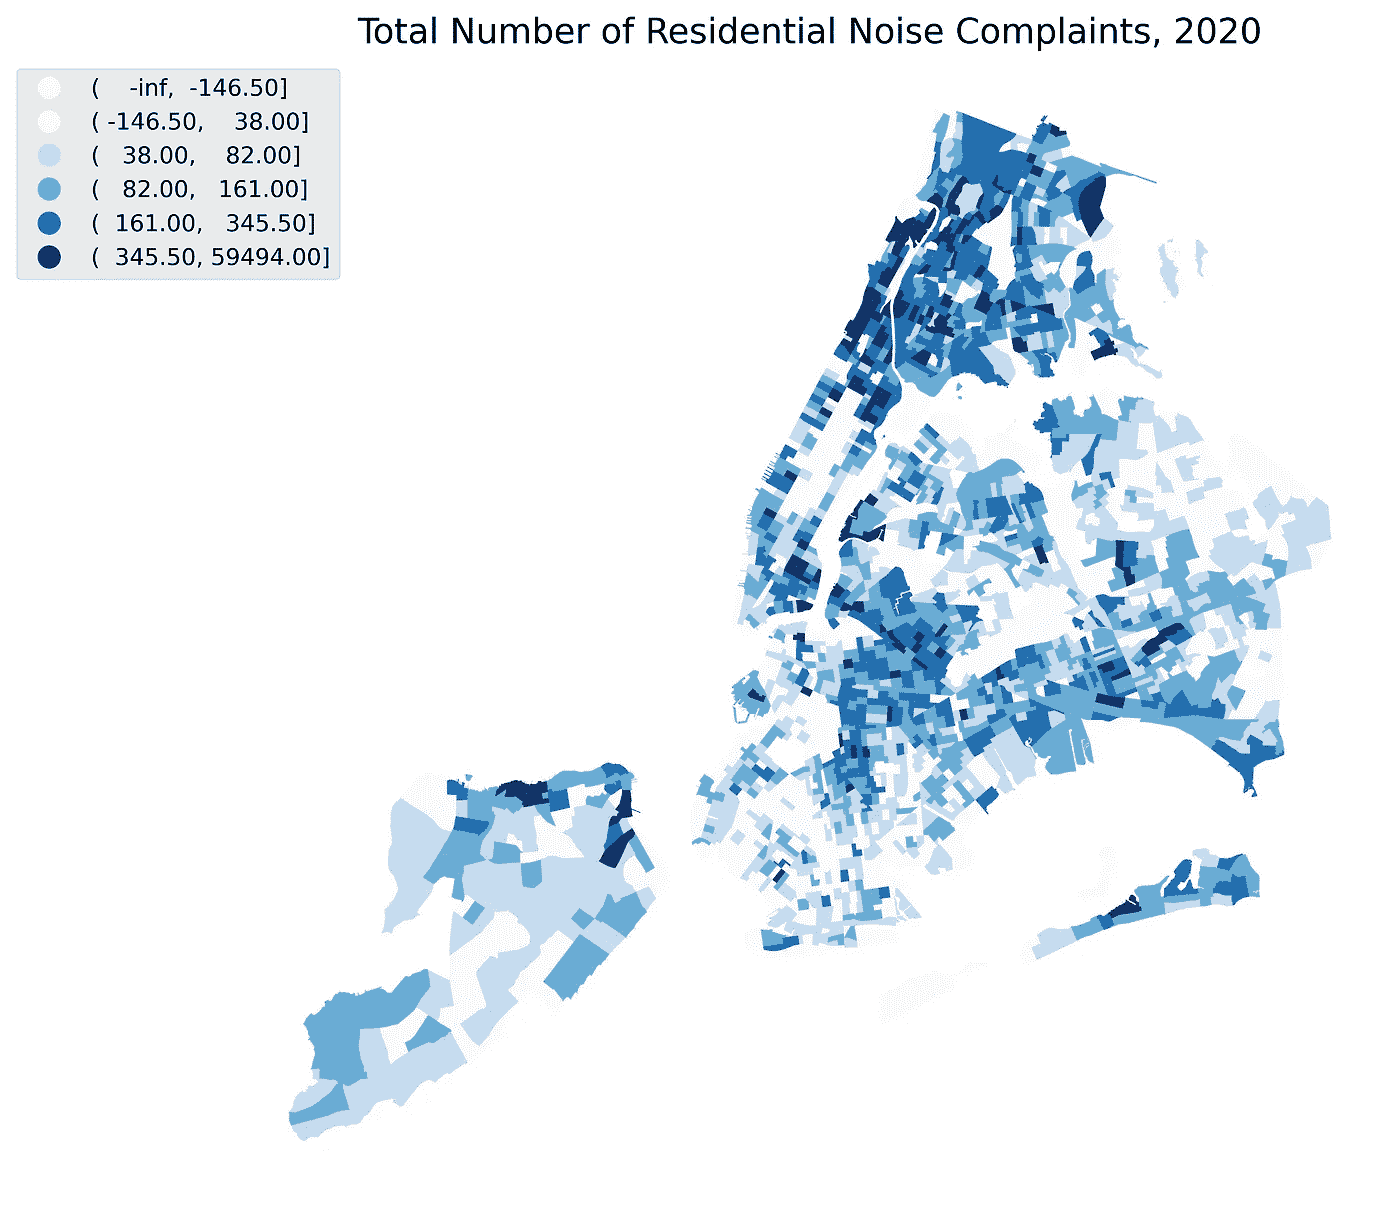 Total Number of Residential Noise Complaints, 2020
( -inf, -146.50]
( -146.50, 38.00]
( 38.00, 82.00]
( 82.00, 161.00]
( 161.00, 345.50]
( 345.50, 59494.00]